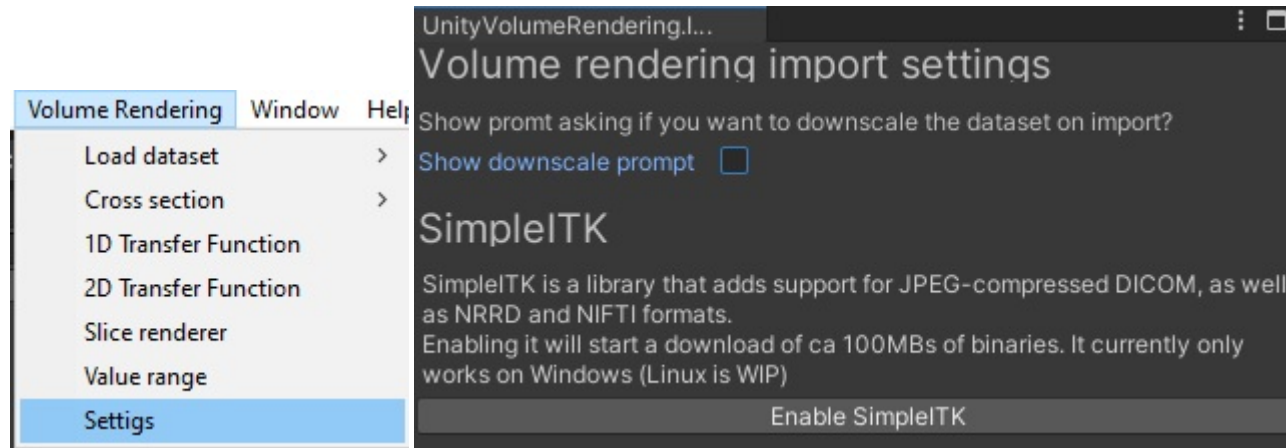 Volume Rendering Window Help
Load dataset
Cross section
1D Transfer Function
2D Transfer Function
Slice renderer
Value range
Settigs
UnityVolumeRendering.I...
Volume rendering import settings
Show promt asking if you want to downscale the dataset on import?
Show downscale prompt
SimpleITK
SimpleITK is a library that adds support for JPEG-compressed DICOM, as well
as NRRD and NIFTI formats.
Enabling it will start a download of ca 100MBs of binaries. It currently only
works on Windows (Linux is WIP)
Enable SimpleITK